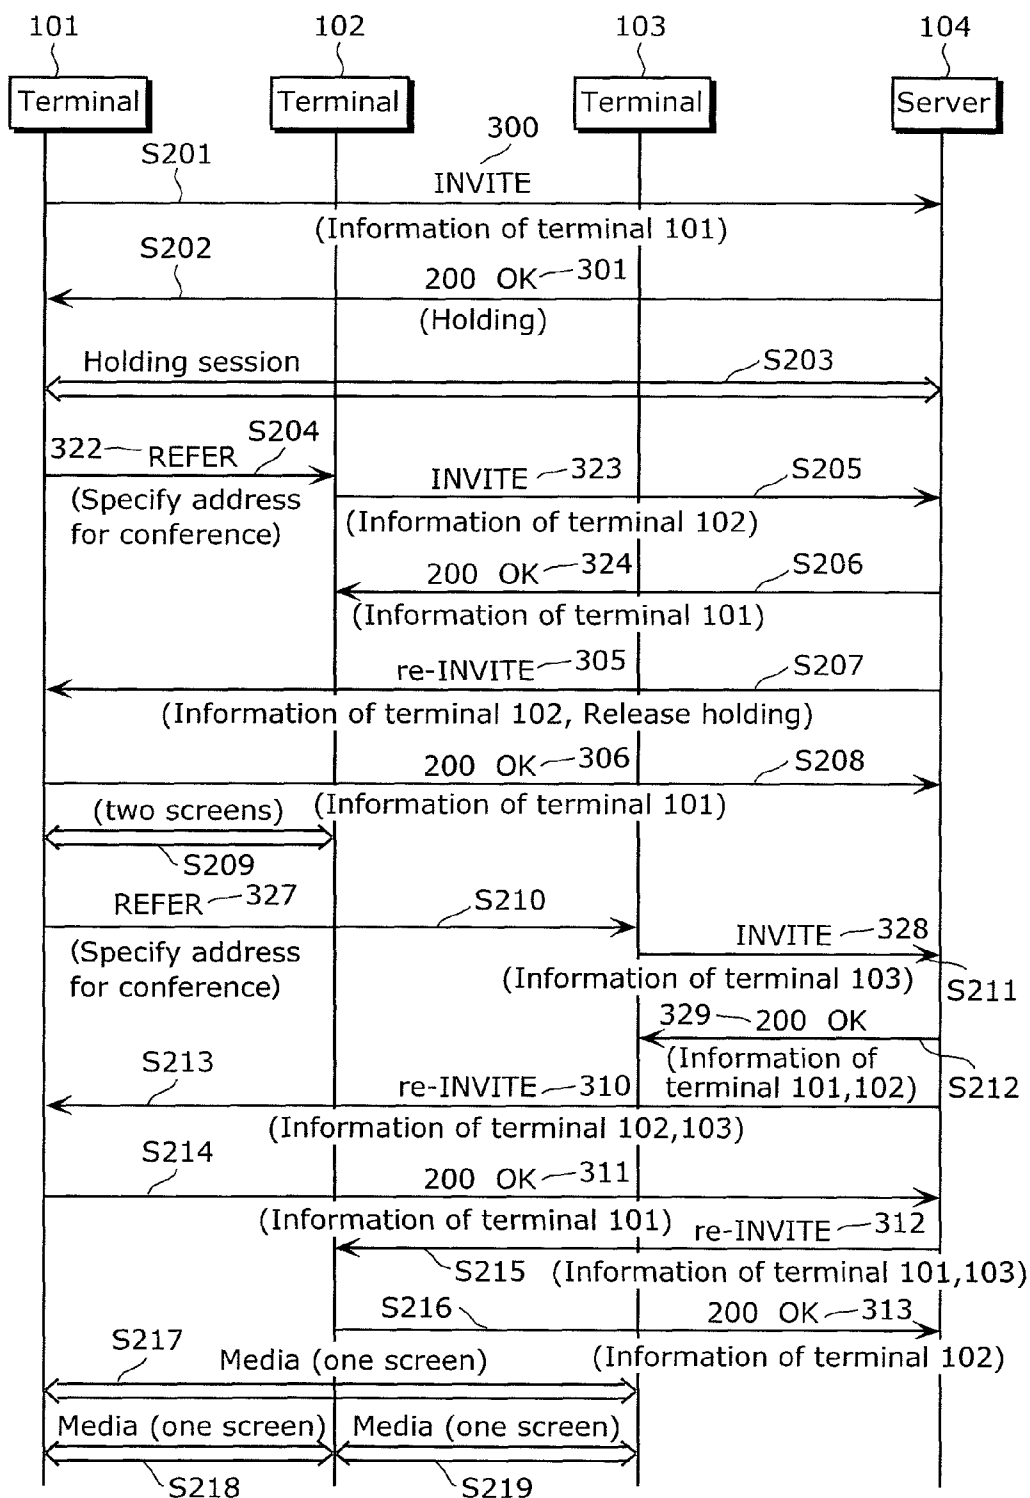 101 102 103 104
Terminal Terminal Terminal Server
300
S201
INVITE
(Information of terminal 101)
S202
200 OK 301
(Holding)
Holding session S203
322 REFER S204
(Specify address
for conference)
INVITE 323 S205
(Information of terminal 102)
200 OK 324 S206
(Information of terminal 101)
re-INVITE 305 S207
(Information of terminal 102, Release holding)
200 OK 306 S208
(Information of terminal 101)
(two screens)
S209
REFER 327 S210
(Specify address
for conference)
INVITE 328
(Information of terminal 103)
S211
329 200 OK
(Information of
terminal 101,102)
S212
S213
re-INVITE 310
(Information of terminal 102,103)
S214
200 OK 311
(Information of terminal 101)
re-INVITE 312
S215
(Information of terminal 101,103)
S216
200 OK 313
(Information of terminal 102)
S217
Media (one screen)
Media (one screen) Media (one screen)
S218 S219